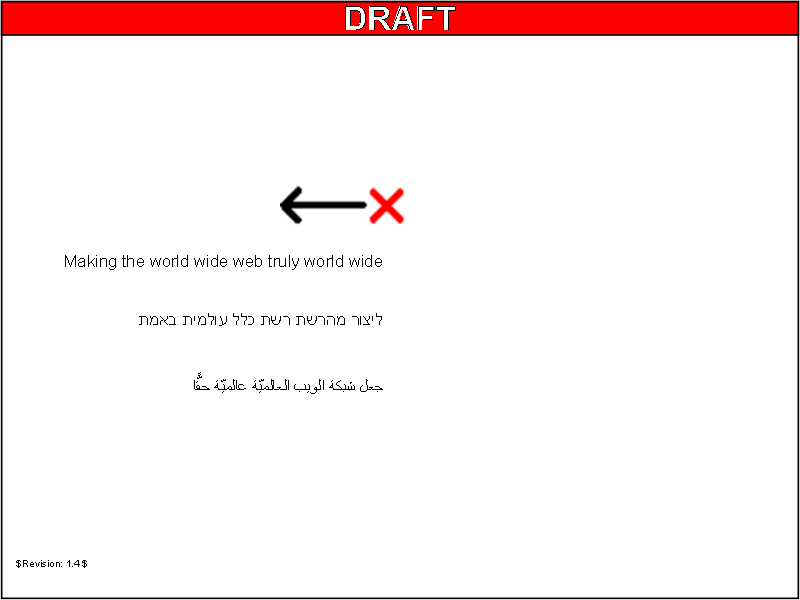 DRAFT
Making the world wide web truly world wide
ליצור מהרשת רשת כלל עולמית באמת
جعل شبكة الويب العالميّة عالميّة حقًّا
$Revision: 1.4$